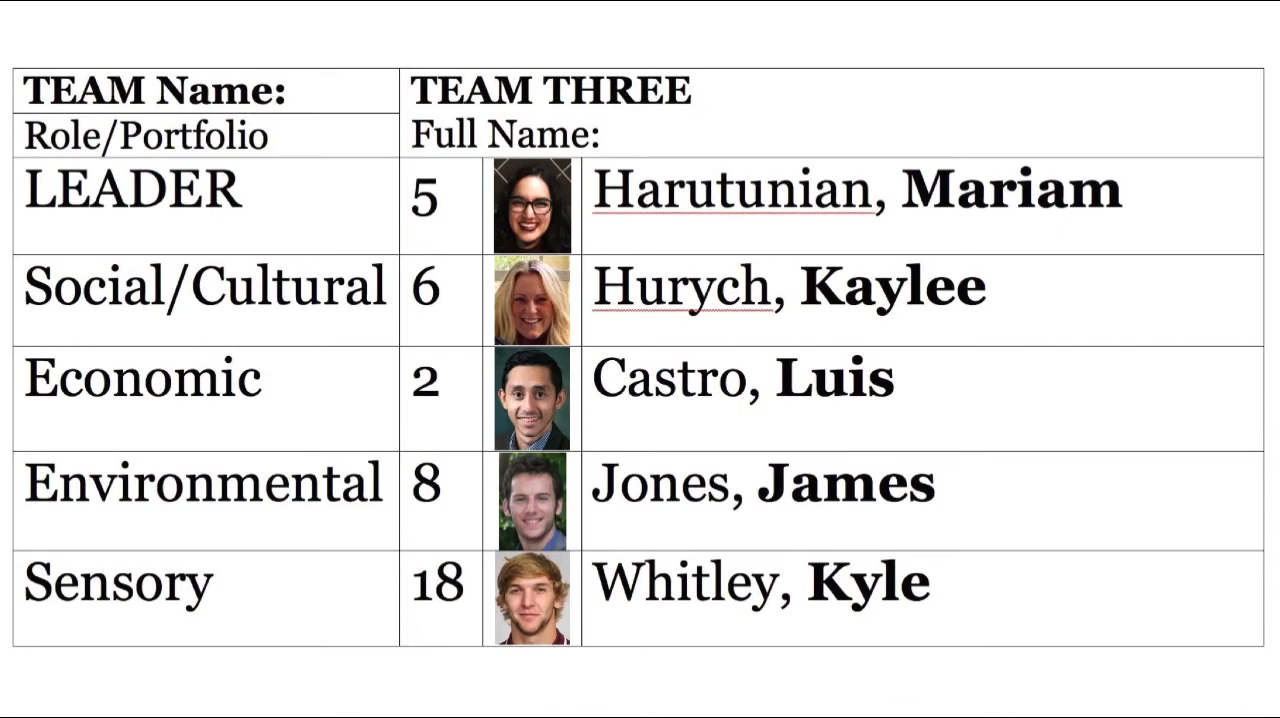 TEAM Name: TEAM THREE
Role/Portfolio Full Name:
LEADER 5 Harutunian, Mariam
Social/Cultural 6 Hurych, Kaylee
Economic 2 Castro, Luis
Environmental 8 Jones, James
Sensory 18 Whitley, Kyle